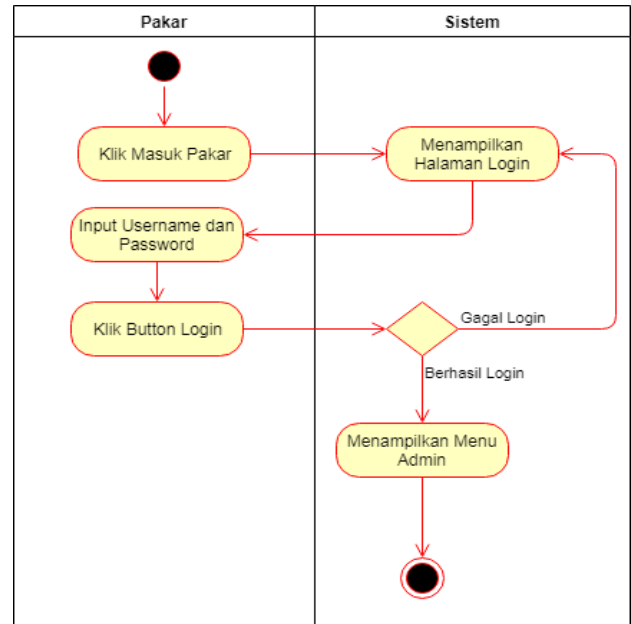 Pakar
Sistem
Klik Masuk Pakar
Menampilkan
Halaman Login
Input Username dan
Password
Klik Button Login
Gagal Login
Berhasil Login
Menampilkan Menu
Admin